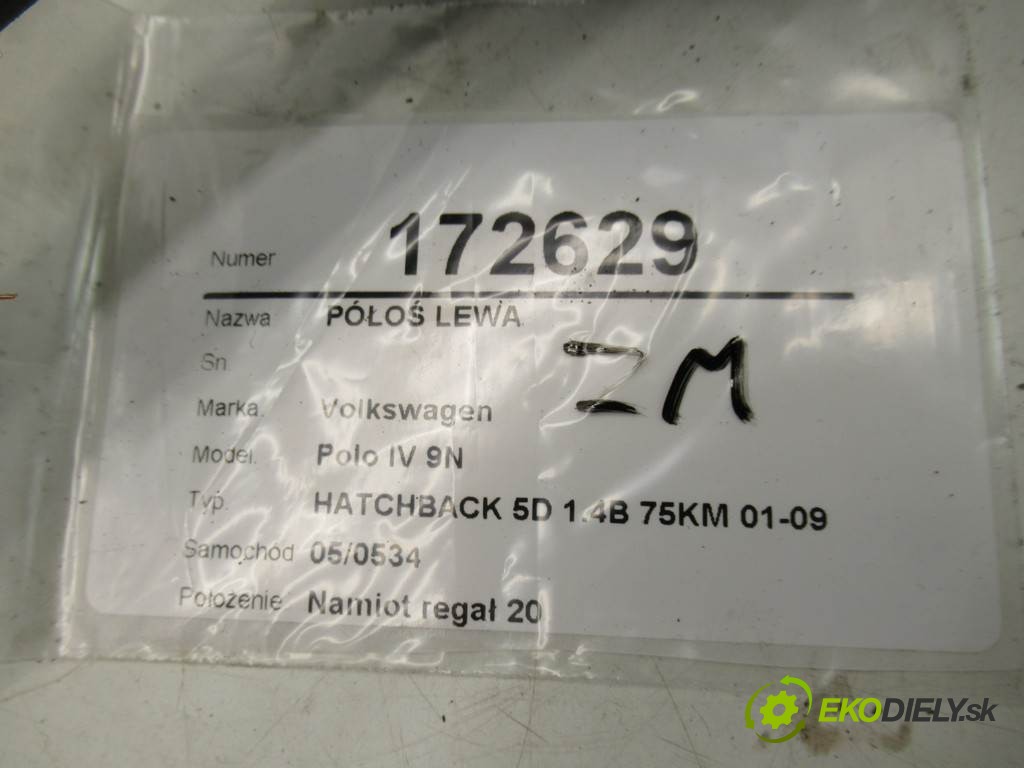 Numer 172629
Nazwa PÓŁOŚ LEWA
Sn.
ZM
Marka. Volkswagen
Model. Polo IV 9N
Typ. HATCHBACK 5D 1.4B 75KM 01-09
Samochód 05/0534
Położenie Namiot regał 20
EKODIELY.sk